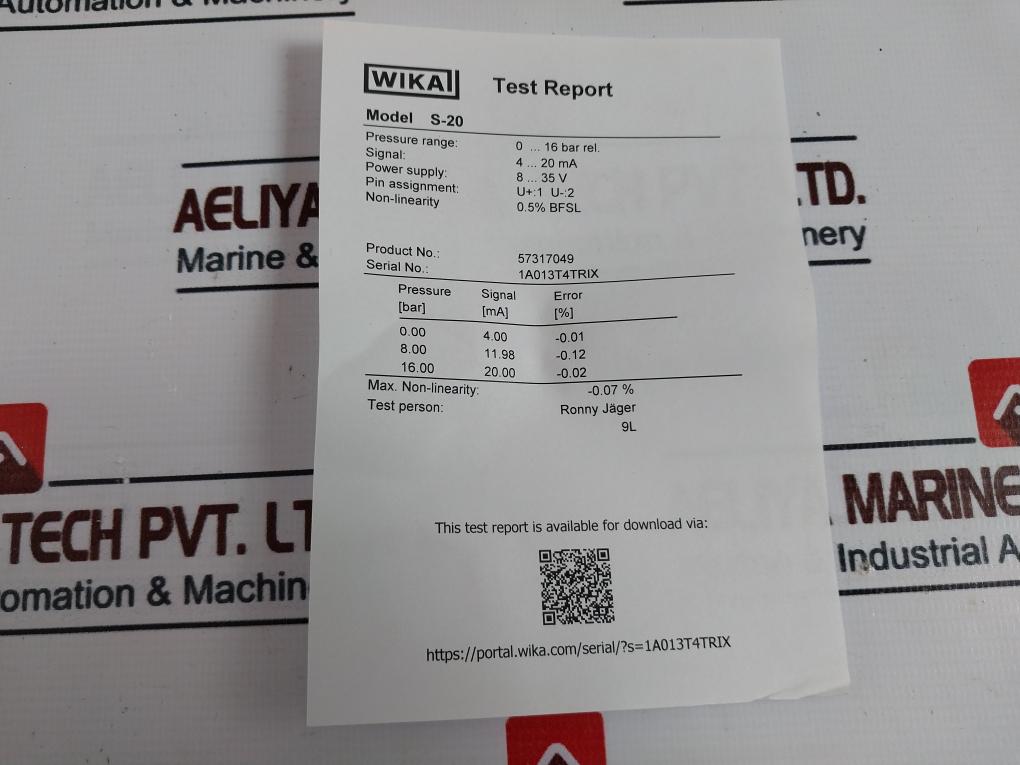 Automation & Machinery
WIKA Test Report
Model S-20
Pressure range: 0 ... 16 bar rel.
Signal: 4 ... 20 mA
Power supply: 8 ... 35 V
Pin assignment: U+:1 U-:2
Non-linearity 0.5% BFSL
Product No.: 57317049
Serial No.: 1A013T4TRIX
Pressure Signal Error
[bar] [mA] [%]
0.00 4.00 -0.01
8.00 11.98 -0.12
16.00 20.00 -0.02
Max. Non-linearity: -0.07 %
Test person: Ronny Jäger
9L
This test report is available for download via:
https://portal.wika.com/serial/?s=1A013T4TRIX
AELIYA
Marine &
LTD.
nery
TECH PVT. LT
omation & Machin
MARINE
Industrial A